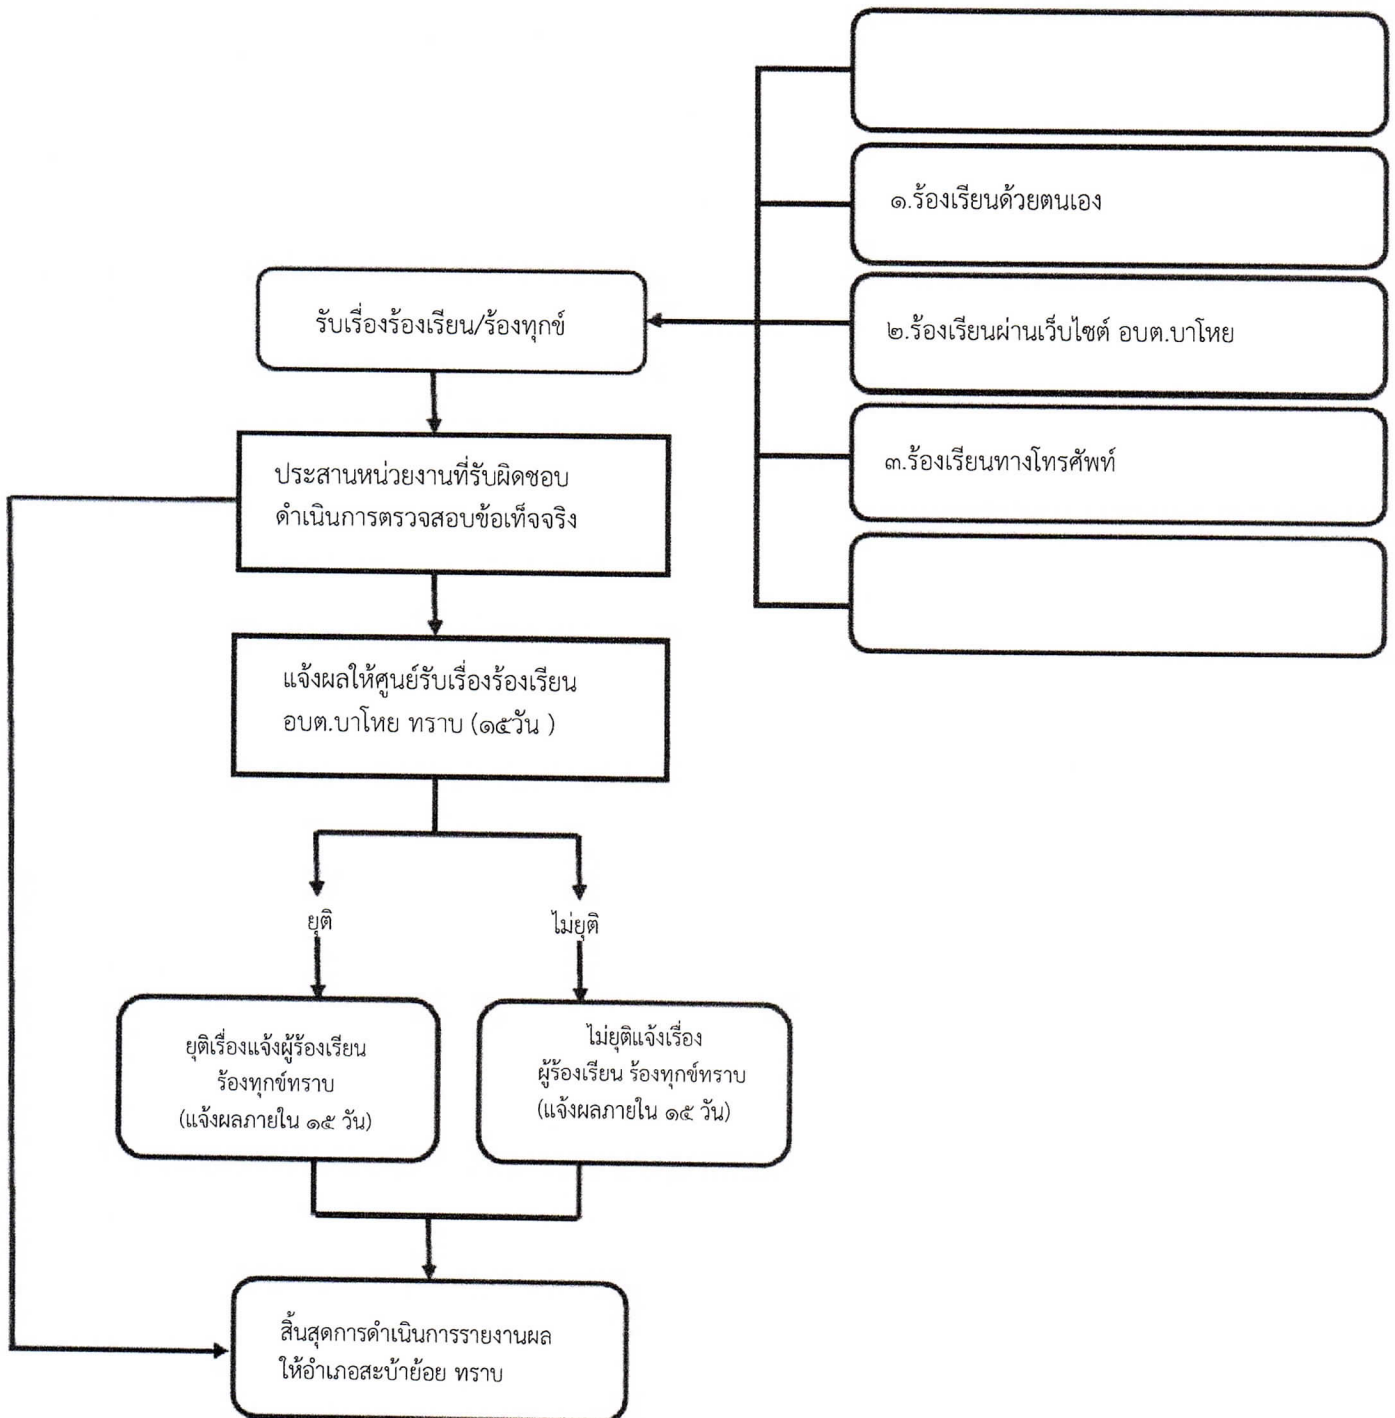 ๑.ร้องเรียนด้วยตนเอง
๒.ร้องเรียนผ่านเว็บไซต์ อบต.บาโหย
๓.ร้องเรียนทางโทรศัพท์
รับเรื่องร้องเรียน/ร้องทุกข์
ประสานหน่วยงานที่รับผิดชอบ
ดำเนินการตรวจสอบข้อเท็จจริง
แจ้งผลให้ศูนย์รับเรื่องร้องเรียน
อบต.บาโหย ทราบ (๑๕วัน )
ยุติ
ไม่ยุติ
ยุติเรื่องแจ้งผู้ร้องเรียน
ร้องทุกข์ทราบ
(แจ้งผลภายใน ๑๕ วัน)
ไม่ยุติแจ้งเรื่อง
ผู้ร้องเรียน ร้องทุกข์ทราบ
(แจ้งผลภายใน ๑๕ วัน)
สิ้นสุดการดำเนินการรายงานผล
ให้อำเภอสะบ้าย้อย ทราบ